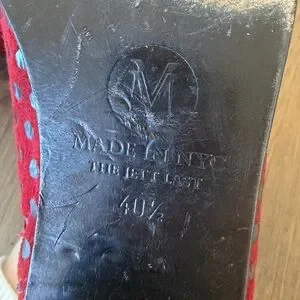 M
MADE IN NYC
THE JETT LAST
40½